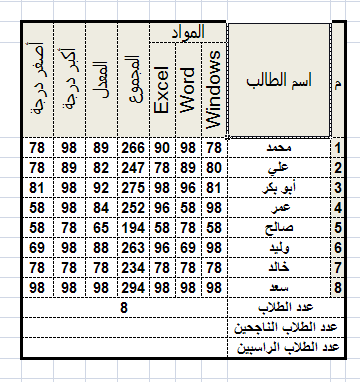 م اسم الطالب المواد المجموع المعدل أكبر درجة أصغر درجة
Windows Word Excel
1 محمد 78 98 90 266 89 98 78
2 علي 80 89 78 247 82 89 78
3 أبو بكر 81 96 98 275 92 98 81
4 عمر 98 58 96 252 84 98 58
5 صالح 58 78 58 194 65 78 58
6 وليد 98 69 96 263 88 98 69
7 خالد 78 78 78 234 78 78 78
8 سعد 98 98 98 294 98 98 98
عدد الطلاب 8
عدد الطلاب الناجحين
عدد الطلاب الراسبين